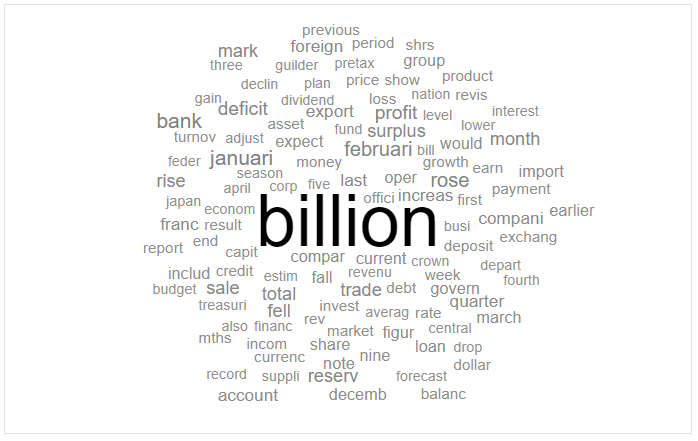 previous
mark foreign period shrs
three guilder pretax group
declin plan price show product
gain dividend loss nation revis
deficit export profit level interest
bank asset fund surplus lower
turnov adjust expect februari bill would month
feder januari money growth earn import
season last oper rose
rise april corp five offici increas first payment
japan econom billion compani earlier
franc result busi
report end capit compar current crown deposit exchang
includ credit estim fall revenu week depart
budget sale total trade debt govern fourth
treasuri fell invest quarter
also financ rev averag rate march
mths incom share market figur central
currenc note nine loan drop
record suppli reserv forecast dollar
account decemb balanc